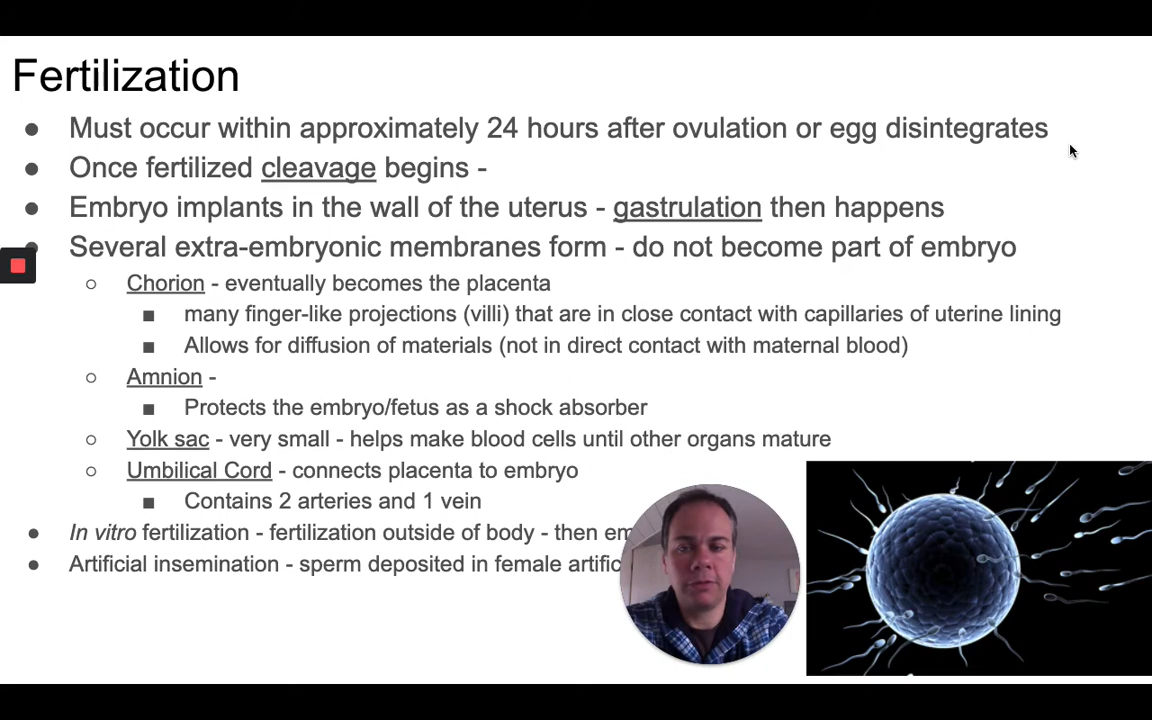 Fertilization
● Must occur within approximately 24 hours after ovulation or egg disintegrates
● Once fertilized cleavage begins -
● Embryo implants in the wall of the uterus - gastrulation then happens
● Several extra-embryonic membranes form - do not become part of embryo
○ Chorion - eventually becomes the placenta
■ many finger-like projections (villi) that are in close contact with capillaries of uterine lining
■ Allows for diffusion of materials (not in direct contact with maternal blood)
○ Amnion -
■ Protects the embryo/fetus as a shock absorber
○ Yolk sac - very small - helps make blood cells until other organs mature
○ Umbilical Cord - connects placenta to embryo
■ Contains 2 arteries and 1 vein
● In vitro fertilization - fertilization outside of body - then
● Artificial insemination - sperm deposited in female